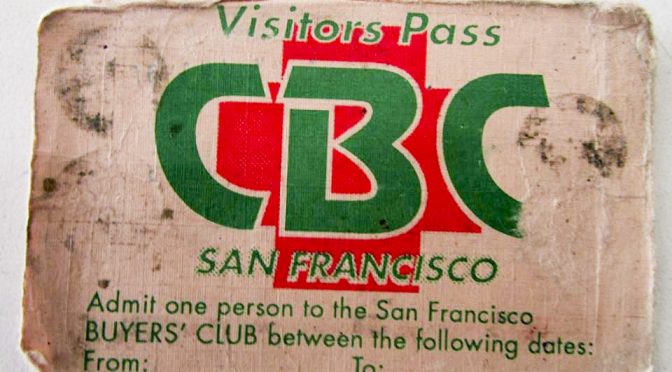 Visitors Pass
CBC
SAN FRANCISCO
Admit one person to the San Francisco
BUYERS' CLUB between the following dates:
From: To: